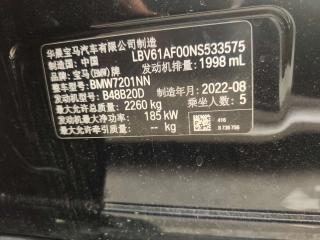 华晨宝马汽车有限公司制造
制造国:中国 LBV61AF00NS533575
品牌:宝马(BMW)牌 发动机排量:1998 mL
整车型号:BMW7201NN
发动机型号:B48B20D 制造年月:2022-08
最大允许总质量:2260 kg 乘坐人数:5
发动机最大净功率:185 kW
最大允许牵引质量:-- kg
416